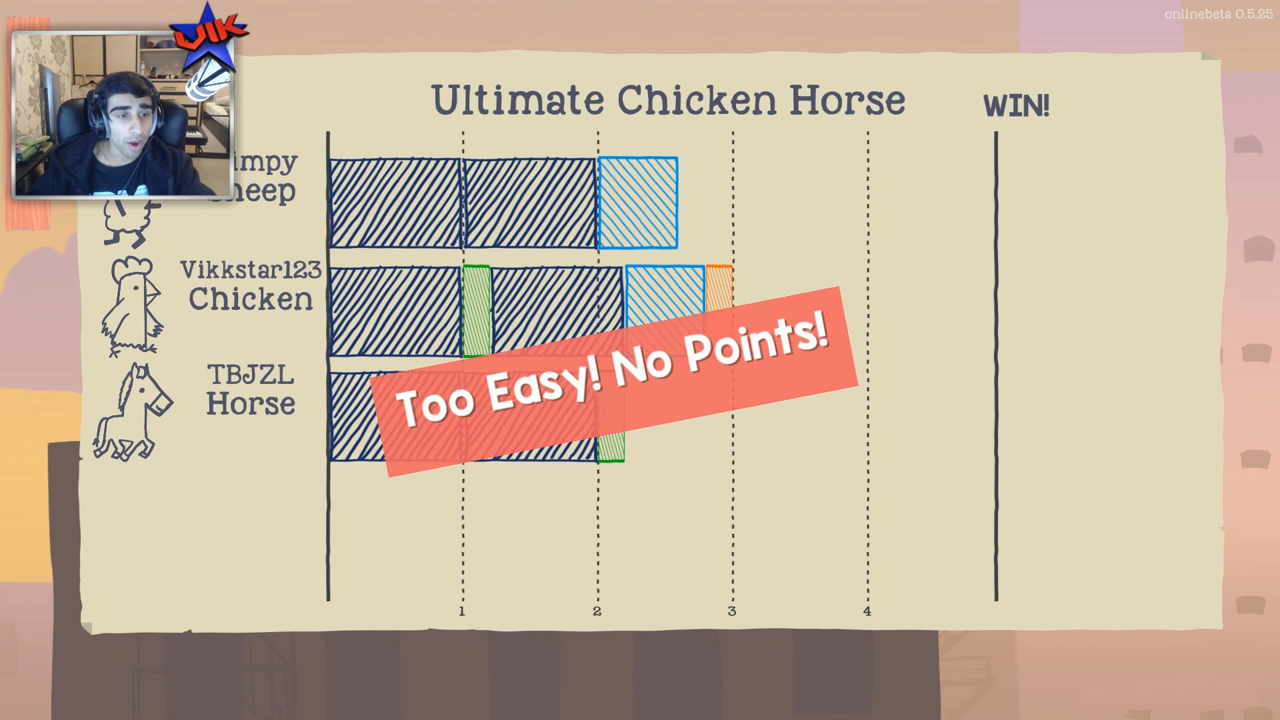 onlinebeta 0.5.25
VIK
Ultimate Chicken Horse
WIN!
Vikkstar123
Chicken
TBJZL
Horse
Too Easy! No Points!
1 2 3 4